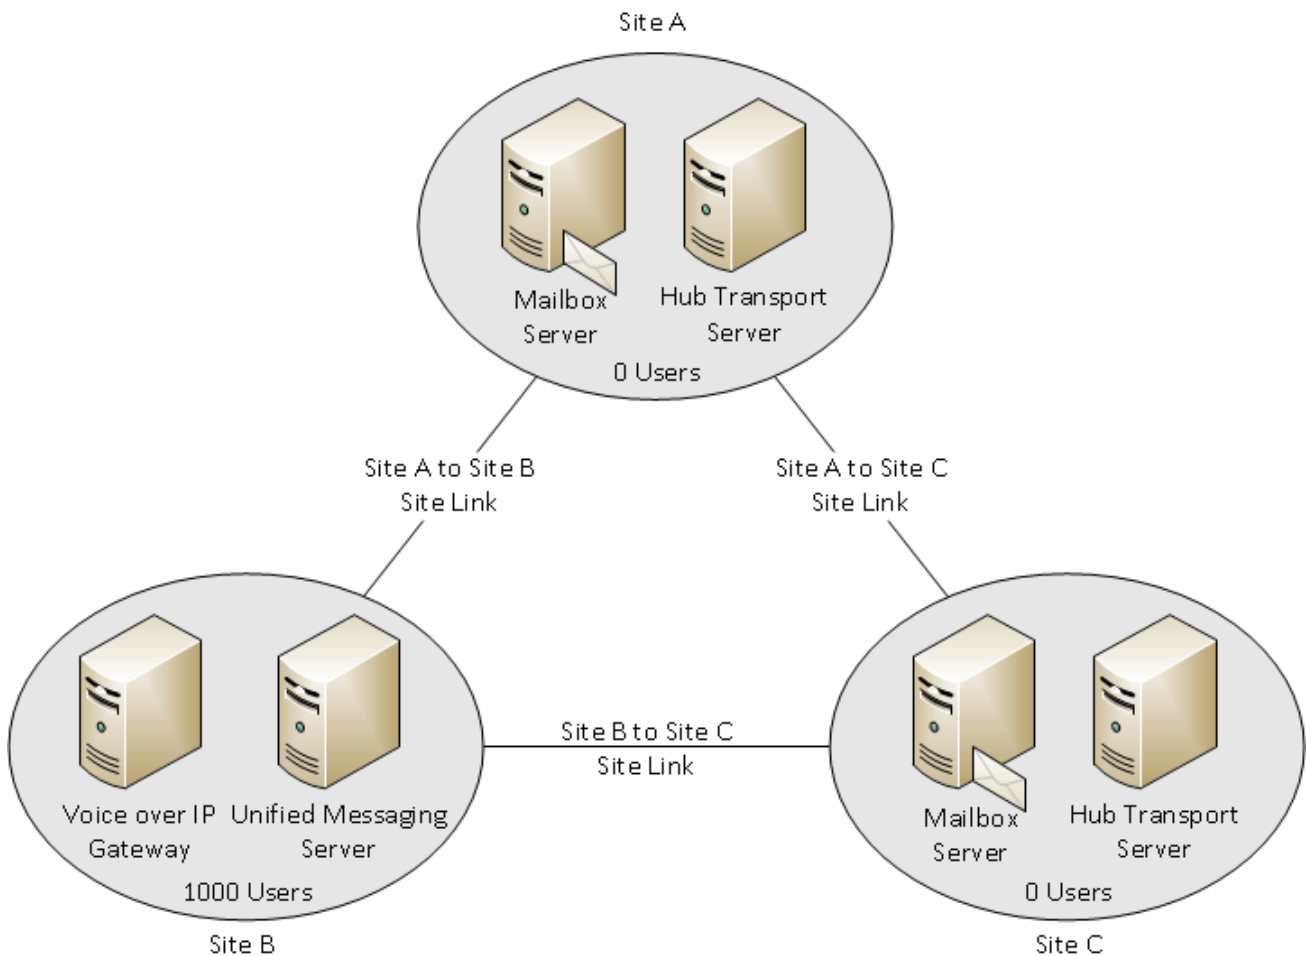 Site A
Mailbox
Server
Hub Transport
Server
0 Users
Site A to Site B
Site Link
Site A to Site C
Site Link
Voice over IP
Gateway
Unified Messaging
Server
1000 Users
Site B
Site B to Site C
Site Link
Mailbox
Server
Hub Transport
Server
0 Users
Site C